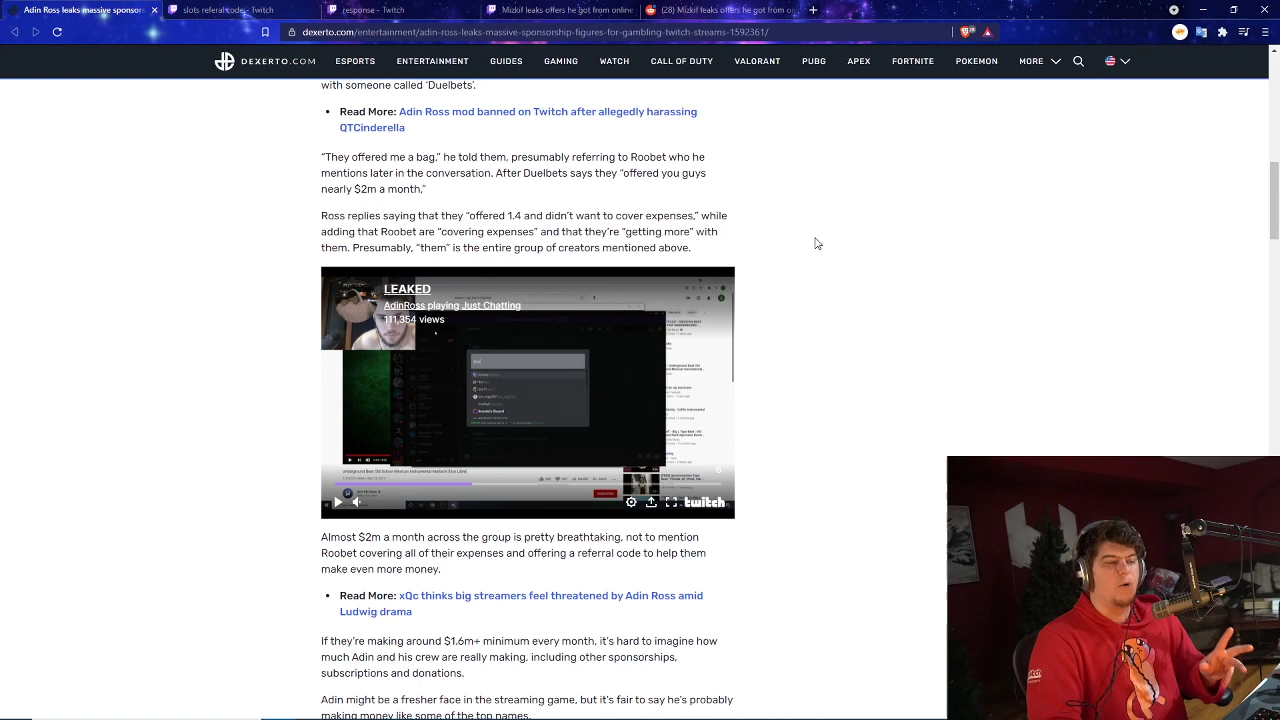 Adin Ross leaks massive sponsors
slots referal code - Twitch
response - Twitch
Mizkif leaks offers he got from online
(28) Mizkif leaks offers he got from on
dexerto.com/entertainment/adin-ross-leaks-massive-sponsorship-figures-for-gambling-twitch-streams-1592361/
DEXERTO.COM
ESPORTS
ENTERTAINMENT
GUIDES
GAMING
WATCH
CALL OF DUTY
VALORANT
PUBG
APEX
FORTNITE
POKEMON
MORE
with someone called ‘Duelbets’.
• Read More: Adin Ross mod banned on Twitch after allegedly harassing
QTCinderella
“They offered me a bag,” he told them, presumably referring to Roobet who he
mentions later in the conversation. After Duelbets says they “offered you guys
nearly $2m a month,”
Ross replies saying that they “offered 1.4 and didn’t want to cover expenses,” while
adding that Roobet are “covering expenses” and that they’re “getting more” with
them. Presumably, “them” is the entire group of creators mentioned above.
LEAKED
AdinRoss playing Just Chatting
111,354 views
twitch
Almost $2m a month across the group is pretty breathtaking, not to mention
Roobet covering all of their expenses and offering a referral code to help them
make even more money.
• Read More: xQc thinks big streamers feel threatened by Adin Ross amid
Ludwig drama
If they’re making around $1.6m+ minimum every month, it’s hard to imagine how
much Adin and his crew are really making, including other sponsorships,
subscriptions and donations.
Adin might be a fresher face in the streaming game, but it’s fair to say he’s probably
making money like some of the top names.